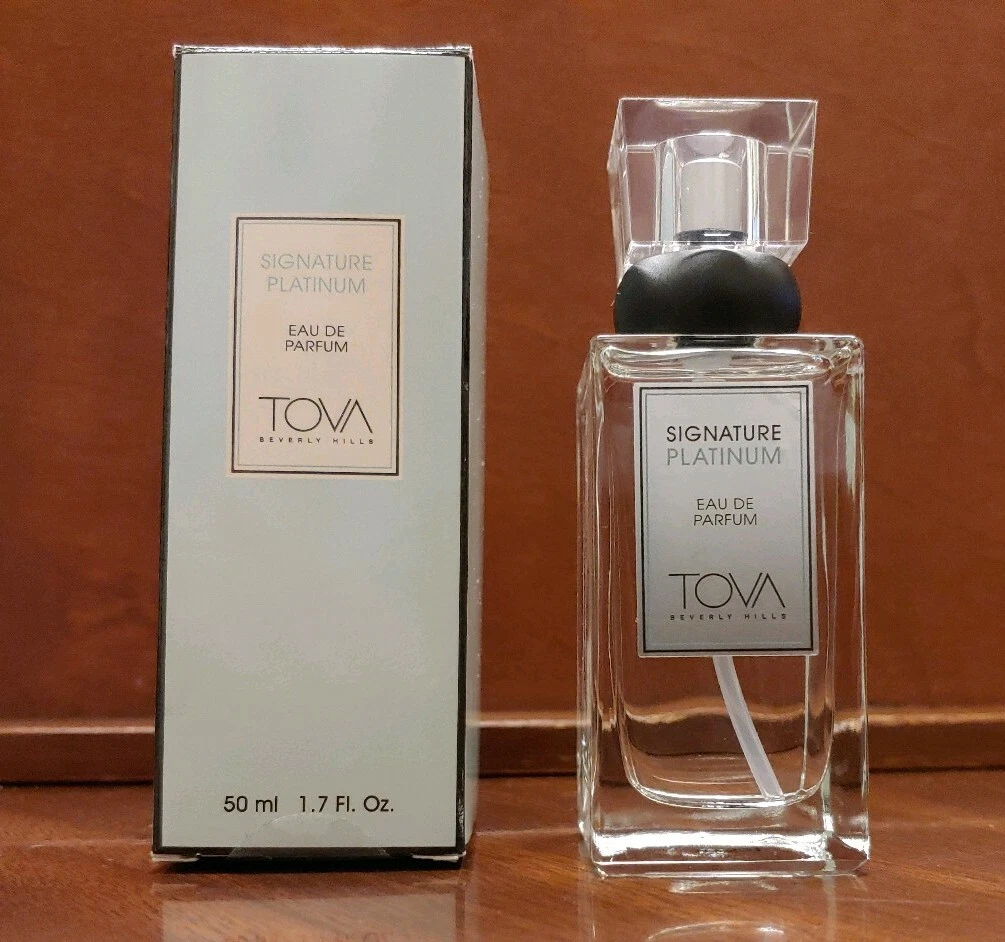 SIGNATURE
PLATINUM
EAU DE
PARFUM
TOVA
BEVERLY HILLS
50 ml 1.7 Fl. Oz.
SIGNATURE
PLATINUM
EAU DE
PARFUM
TOVA
BEVERLY HILLS